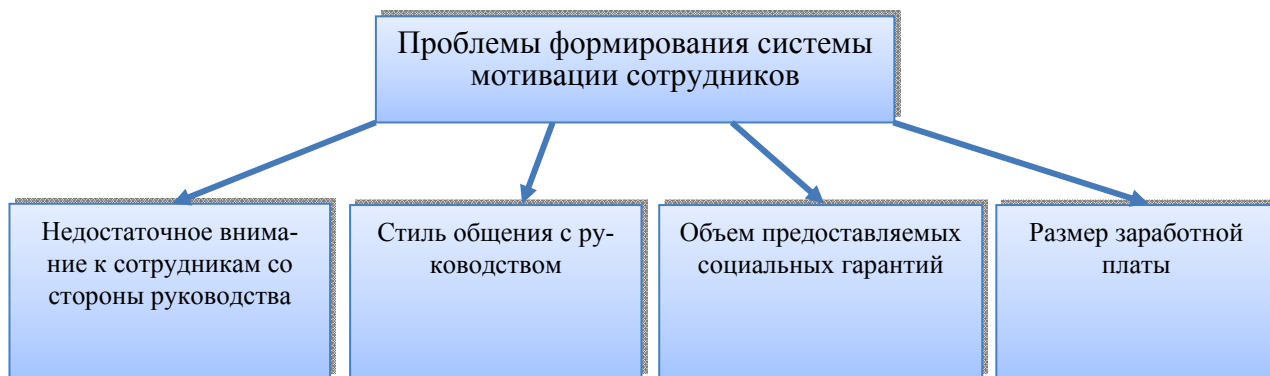 Проблемы формирования системы
мотивации сотрудников
Недостаточное внима-
ние к сотрудникам со
стороны руководства
Стиль общения с ру-
ководством
Объем предоставляемых
социальных гарантий
Размер заработной
платы